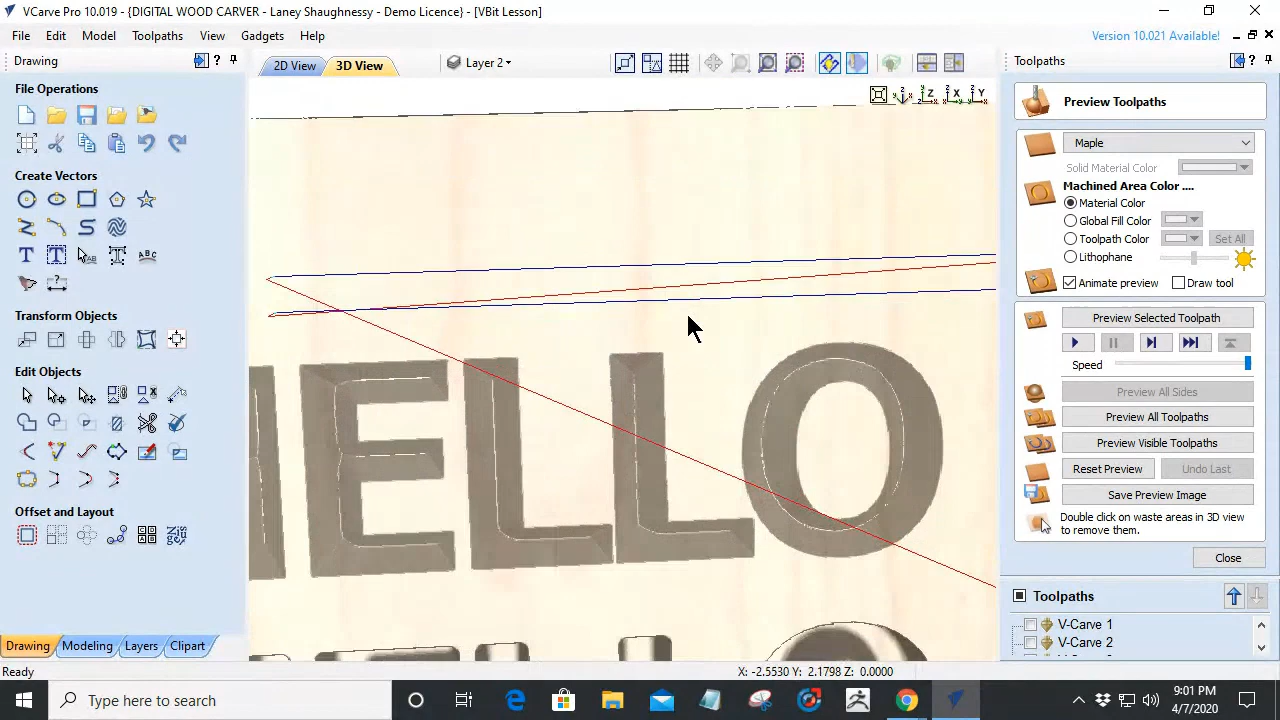 VCarve Pro 10.019 - {DIGITAL WOOD CARVER - Laney Shaughnessy - Demo Licence} - [VBit Lesson]
File Edit Model Toolpaths View Gadgets Help
Version 10.021 Available!
Drawing
2D View 3D View
Layer 2
Toolpaths
File Operations
Create Vectors
Transform Objects
Edit Objects
Offset and Layout
Drawing Modeling Layers Clipart
HELLO
Preview Toolpaths
Maple
Solid Material Color
Machined Area Color ....
Material Color
Global Fill Color
Toolpath Color
Set All
Lithophane
Animate preview
Draw tool
Preview Selected Toolpath
Speed
Preview All Sides
Preview All Toolpaths
Preview Visible Toolpaths
Reset Preview
Undo Last
Save Preview Image
Double click on waste areas in 3D view
to remove them.
Close
Toolpaths
V-Carve 1
V-Carve 2
Ready
X: -2.5530 Y: 2.1798 Z: 0.0000
Type here to search
9:01 PM
4/7/2020